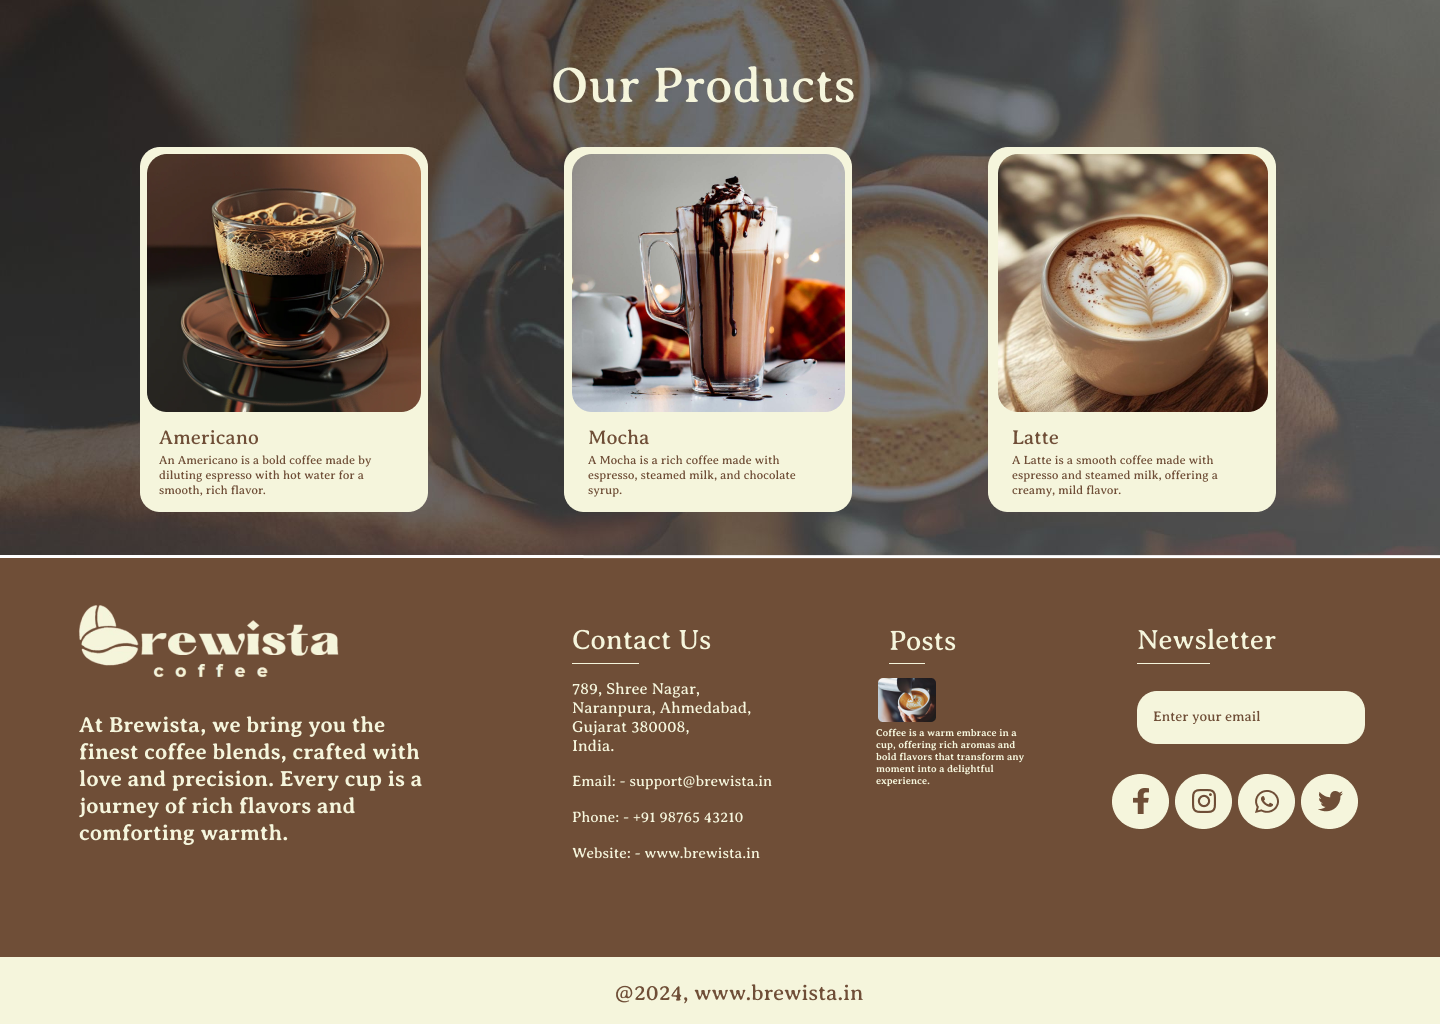 Our Products
Americano
An Americano is a bold coffee made by
diluting espresso with hot water for a
smooth, rich flavor.
Mocha
A Mocha is a rich coffee made with
espresso, steamed milk, and chocolate
syrup.
Latte
A Latte is a smooth coffee made with
espresso and steamed milk, offering a
creamy, mild flavor.
brewista
coffee
At Brewista, we bring you the
finest coffee blends, crafted with
love and precision. Every cup is a
journey of rich flavors and
comforting warmth.
Contact Us
789, Shree Nagar,
Naranpura, Ahmedabad,
Gujarat 380008,
India.
Email: - support@brewista.in
Phone: - +91 98765 43210
Website: - www.brewista.in
Posts
Coffee is a warm embrace in a
cup, offering rich aromas and
bold flavors that transform any
moment into a delightful
experience.
Newsletter
Enter your email
@2024, www.brewista.in